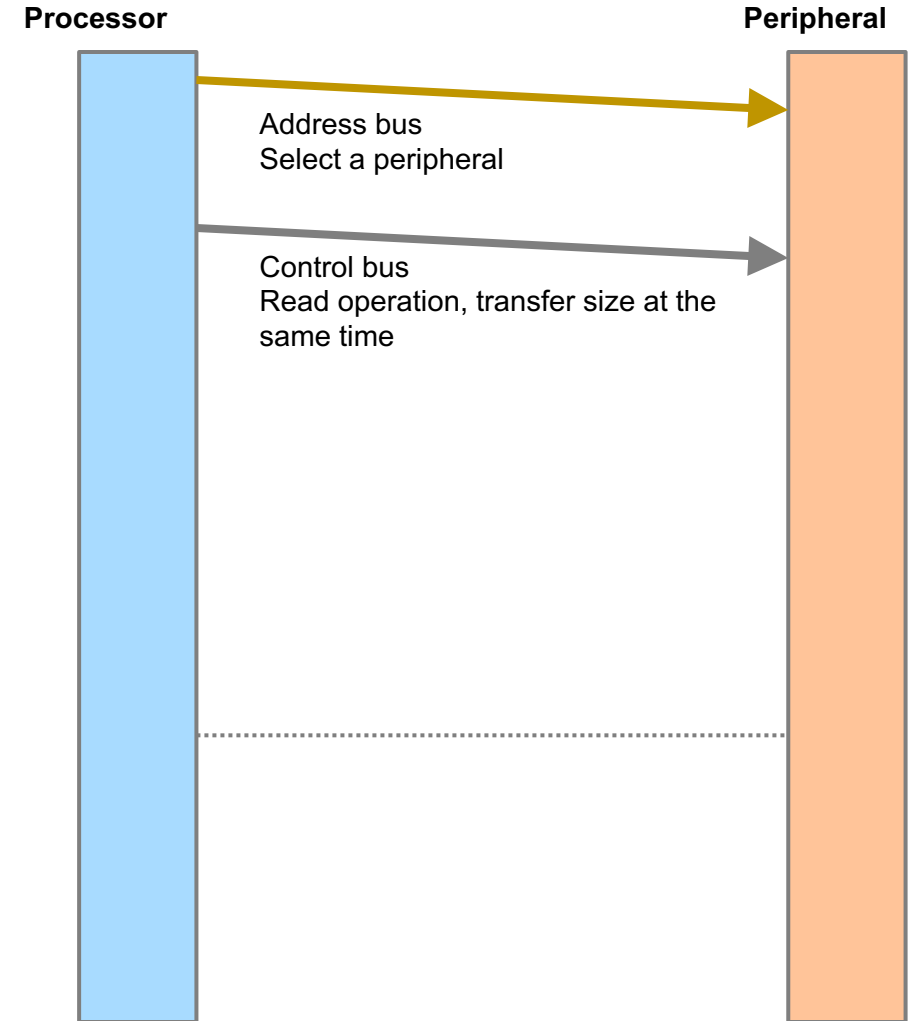 Processor
Peripheral
Address bus
Select a peripheral
Control bus
Read operation, transfer size at the
same time